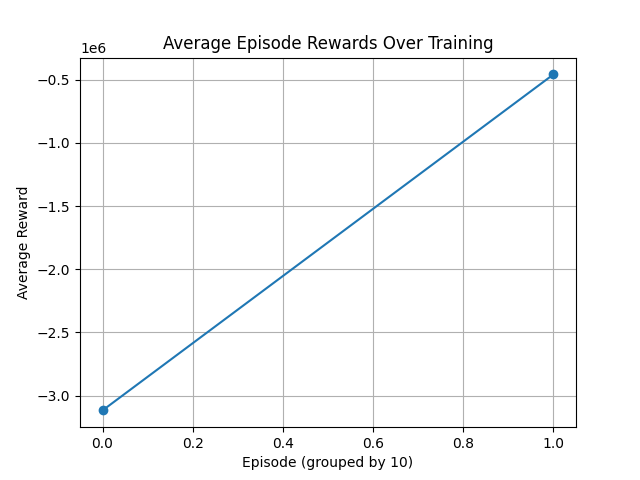 Average Episode Rewards Over Training
1e6
−0.5
−1.0
−1.5
−2.0
−2.5
−3.0
Average Reward
0.0 0.2 0.4 0.6 0.8 1.0
Episode (grouped by 10)